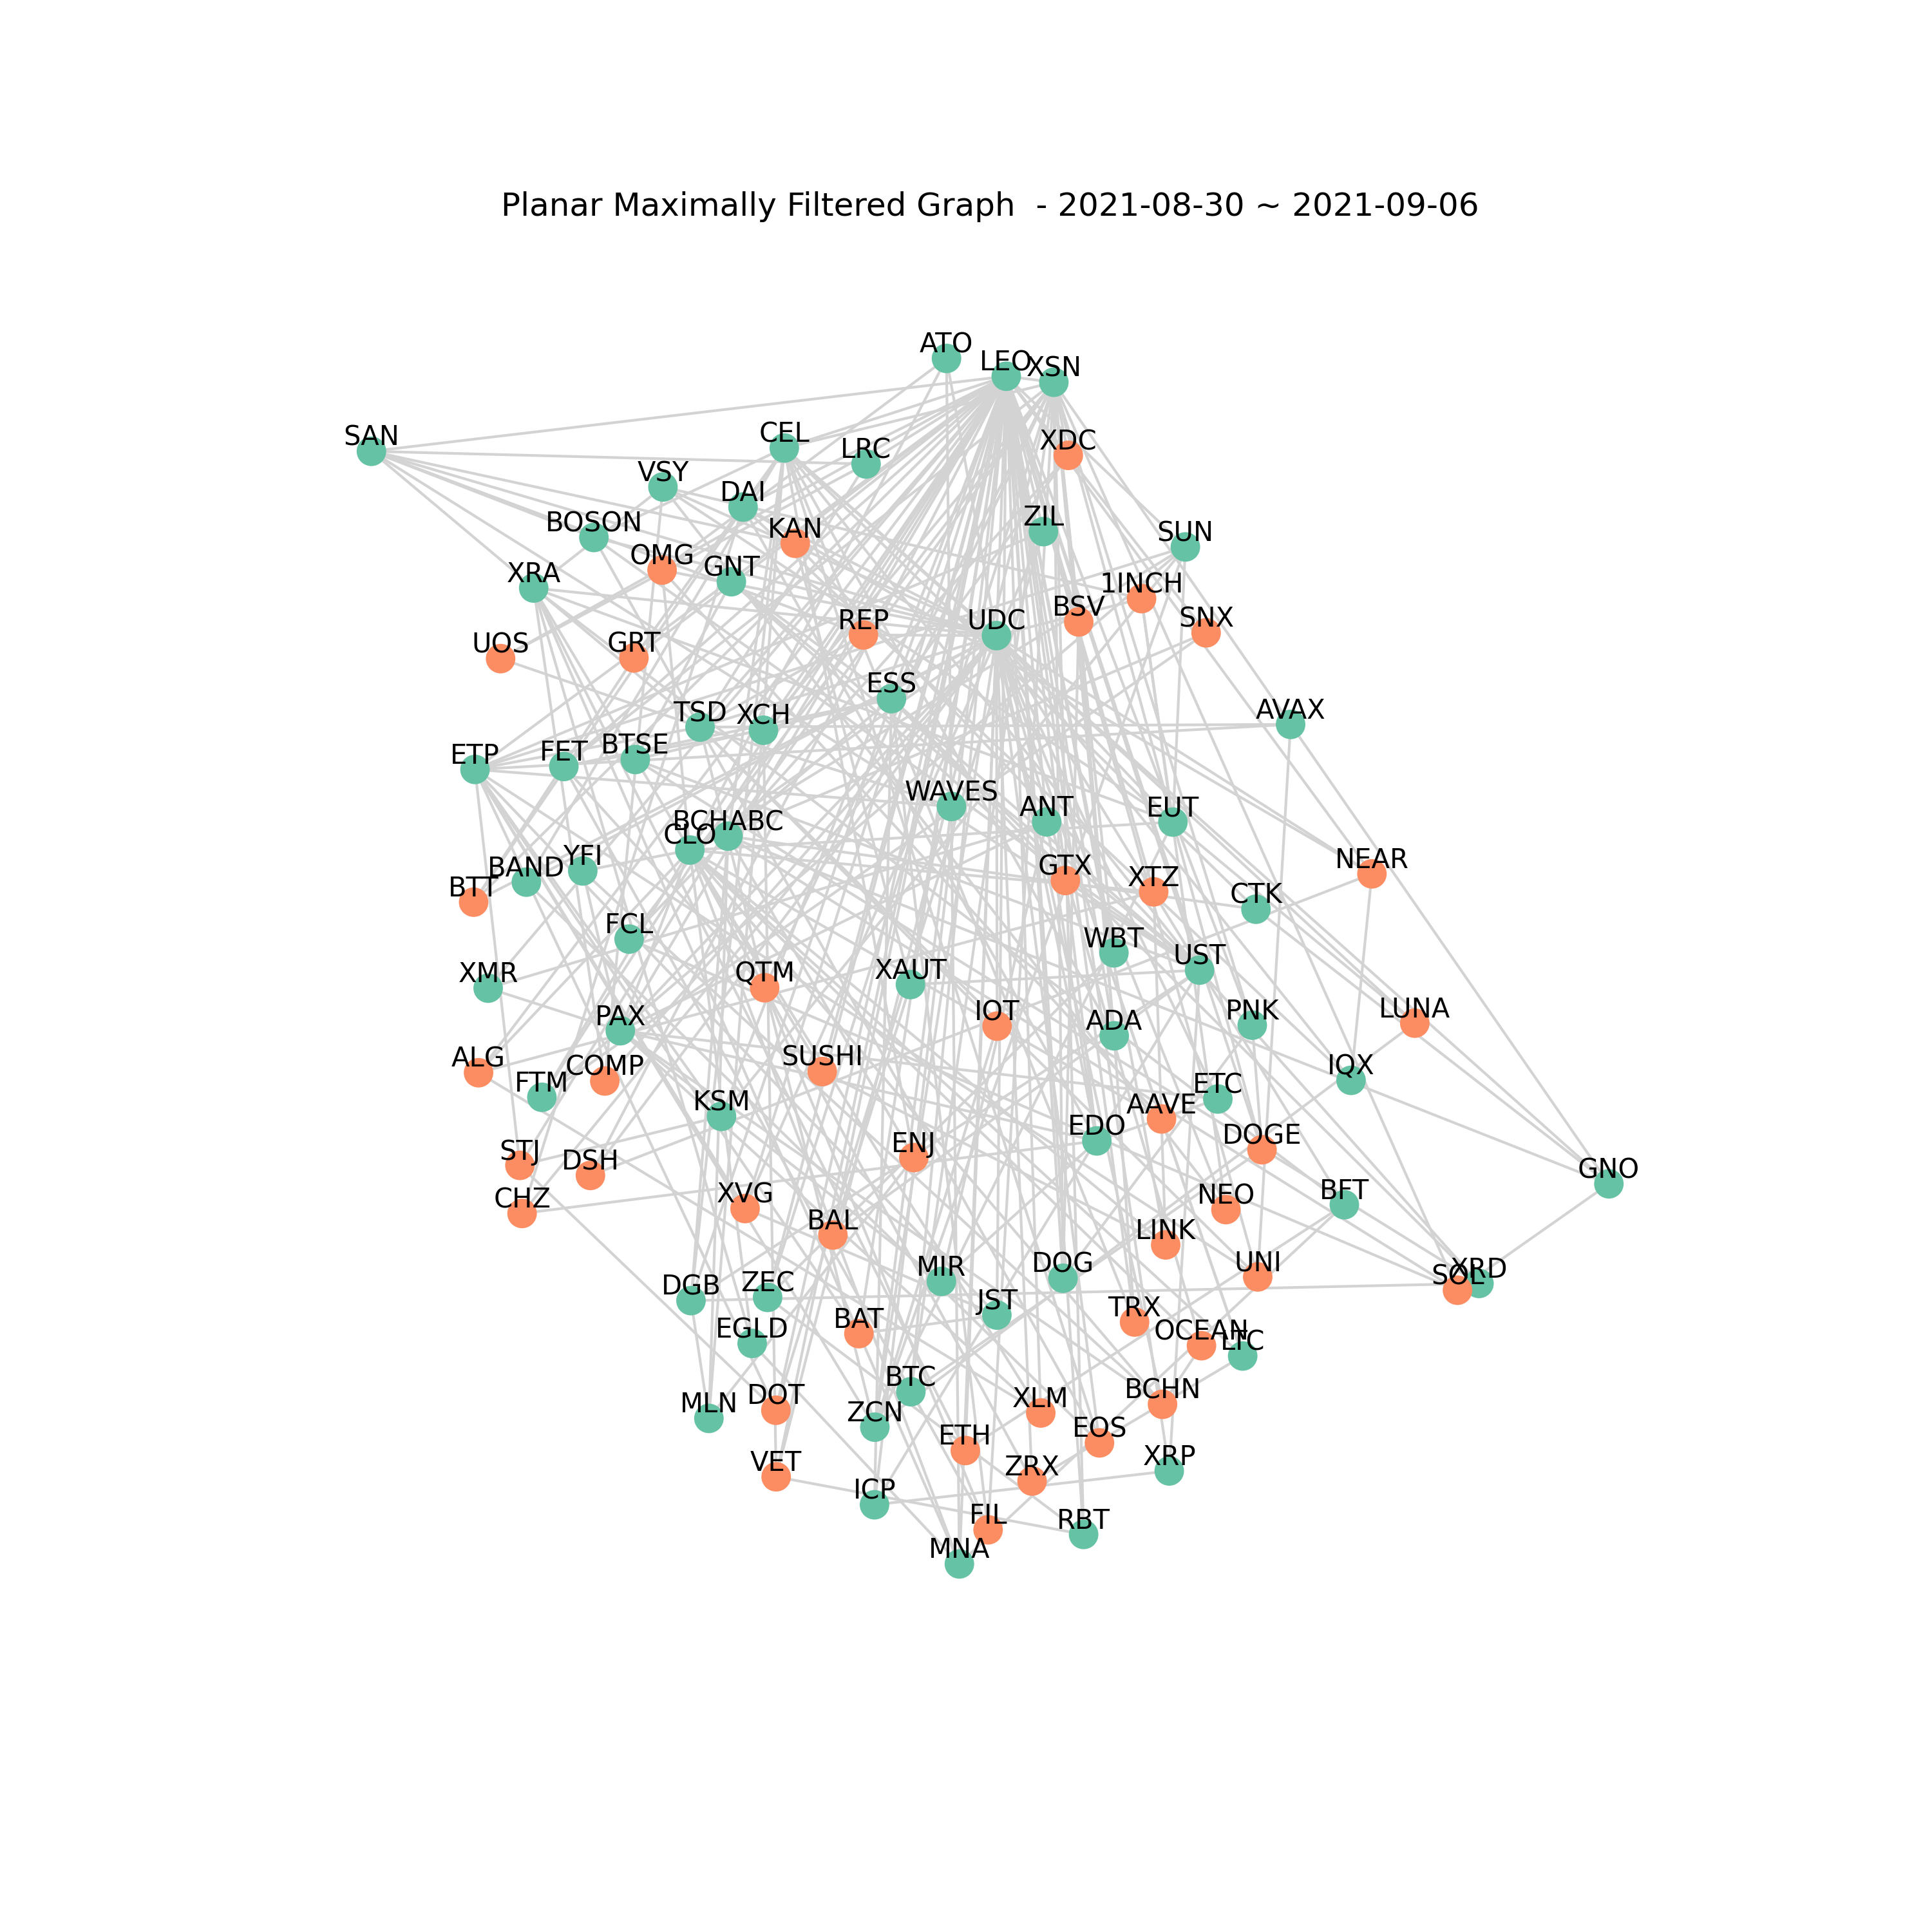 Planar Maximally Filtered Graph  - 2021-08-30 ~ 2021-09-06
ATO
LEO
XSN
SAN
CEL
LRC
XDC
VSY
DAI
BOSON
KAN
ZIL
SUN
OMG
GNT
XRA
1INCH
BSV
SNX
REP
UDC
UOS
GRT
ESS
TSD
XCH
AVAX
ETP
FET
BTSE
WAVES
ANT
EUT
BCHABC
CLO
YFI
BAND
BTT
GTX
XTZ
NEAR
CTK
FCL
WBT
UST
XMR
QTM
XAUT
IOT
PAX
ADA
PNK
LUNA
ALG
COMP
SUSHI
FTM
ETC
IQX
KSM
AAVE
EDO
DOGE
STJ
DSH
ENJ
GNO
CHZ
XVG
NEO
BFT
BAL
LINK
MIR
DOG
UNI
SOL
XRD
DGB
ZEC
JST
TRX
EGLD
BAT
OCEAN
LTC
BTC
MLN
DOT
ZCN
XLM
BCHN
ETH
EOS
VET
ZRX
XRP
ICP
FIL
RBT
MNA